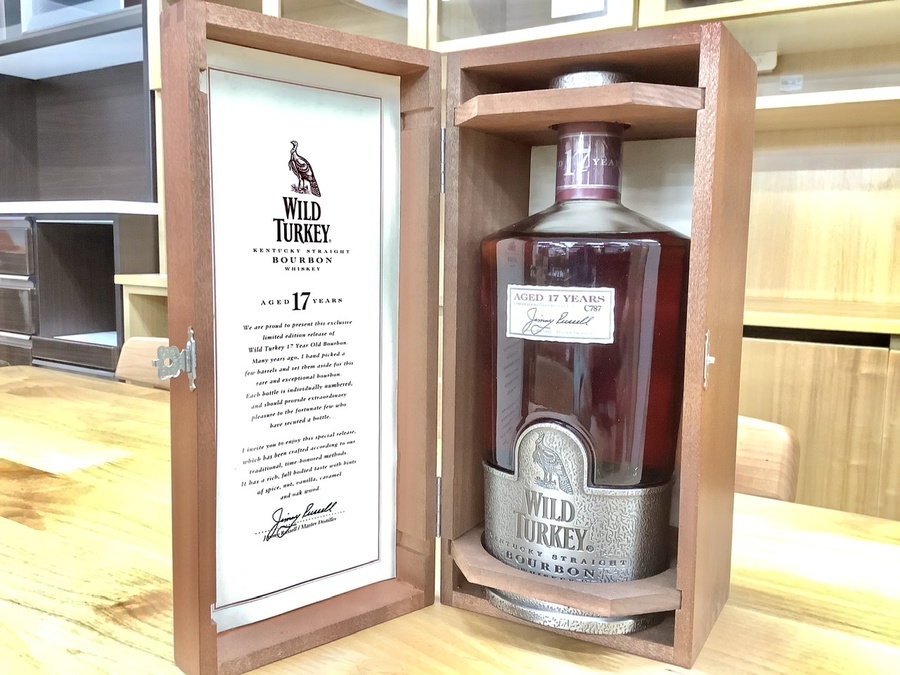 WILD
TURKEY®
KENTUCKY STRAIGHT
BOURBON
WHISKEY
AGED 17 YEARS
We are proud to present this exclusive
limited edition release of
Wild Turkey 17 Year Old Bourbon.
Many years ago, I hand picked a
few barrels and set them aside for this
rare and exceptional bourbon.
Each bottle is individually numbered,
and should provide extraordinary
pleasure to the fortunate few who
have secured a bottle.
I invite you to enjoy this special release,
which has been crafted according to our
traditional, time-honored methods.
It has a rich, full bodied taste with hints
of spice, nut, vanilla, caramel
and oak wood.
Jimmy Russell
Russell / Master Distiller
17 YEA
AGED 17 YEARS
C787
Jimmy Russell
WILD
TURKEY®
KENTUCKY STRAIGHT
BOURBON
WHISKEY